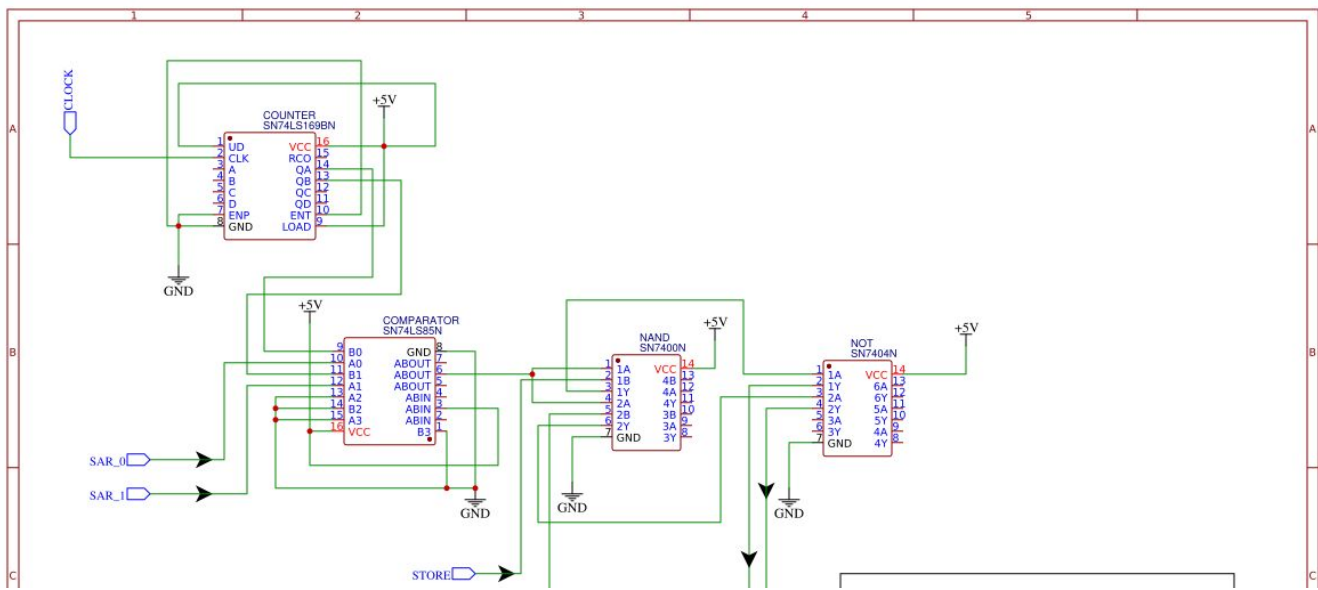 1 2 3 4 5
A A
B B
C C
CLOCK
COUNTER
SN74LS169BN
+5V
1 UD VCC 16
2 CLK RCO 15
3 A QA 14
4 B QB 13
5 C QC 12
6 D QD 11
7 ENP ENT 10
8 GND LOAD 9
GND
+5V
COMPARATOR
SN74LS85N
9 B0 GND 8
10 A0 ABOUT 7
11 B1 ABOUT 6
12 A1 ABOUT 5
13 A2 ABIN 4
14 B2 ABIN 3
15 A3 ABIN 2
16 VCC B3 1
SAR_0
SAR_1
GND
NAND
SN7400N
+5V
1 1A VCC 14
2 1B 4B 13
3 1Y 4A 12
4 2A 4Y 11
5 2B 3B 10
6 2Y 3A 9
7 GND 3Y 8
GND
NOT
SN7404N
+5V
1 1A VCC 14
2 1Y 6A 13
3 2A 6Y 12
4 2Y 5A 11
5 3A 5Y 10
6 3Y 4A 9
7 GND 4Y 8
GND
STORE